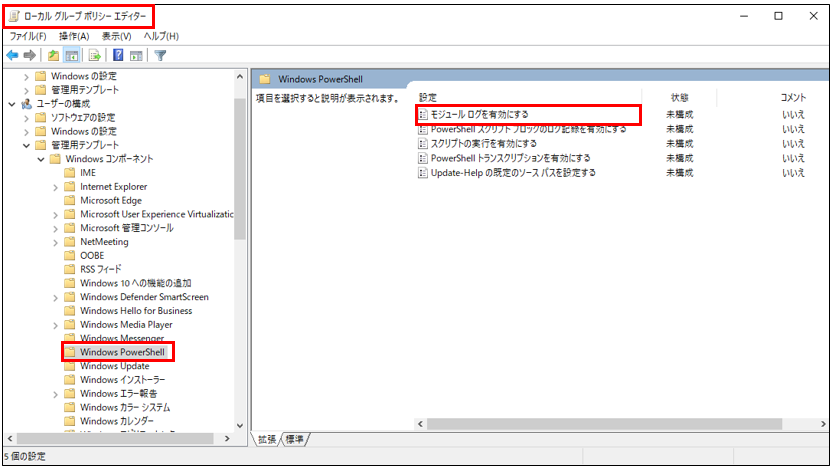 ローカル グループ ポリシー エディター
ファイル(F) 操作(A) 表示(V) ヘルプ(H)
Windows の設定
管理用テンプレート
ユーザーの構成
ソフトウェアの設定
Windows の設定
管理用テンプレート
Windows コンポーネント
IME
Internet Explorer
Microsoft Edge
Microsoft User Experience Virtualizatic
Microsoft 管理コンソール
NetMeeting
OOBE
RSS フィード
Windows 10 への機能の追加
Windows Defender SmartScreen
Windows Hello for Business
Windows Media Player
Windows Messenger
Windows PowerShell
Windows Update
Windows インストーラー
Windows エラー報告
Windows カラー システム
Windows カレンダー
Windows PowerShell
項目を選択すると説明が表示されます。
設定 状態 コメント
モジュール ログを有効にする 未構成 いいえ
PowerShell スクリプト ブロックのログ記録を有効にする 未構成 いいえ
スクリプトの実行を有効にする 未構成 いいえ
PowerShell トランスクリプションを有効にする 未構成 いいえ
Update-Help の既定のソース パスを設定する 未構成 いいえ
拡張 標準
5 個の設定